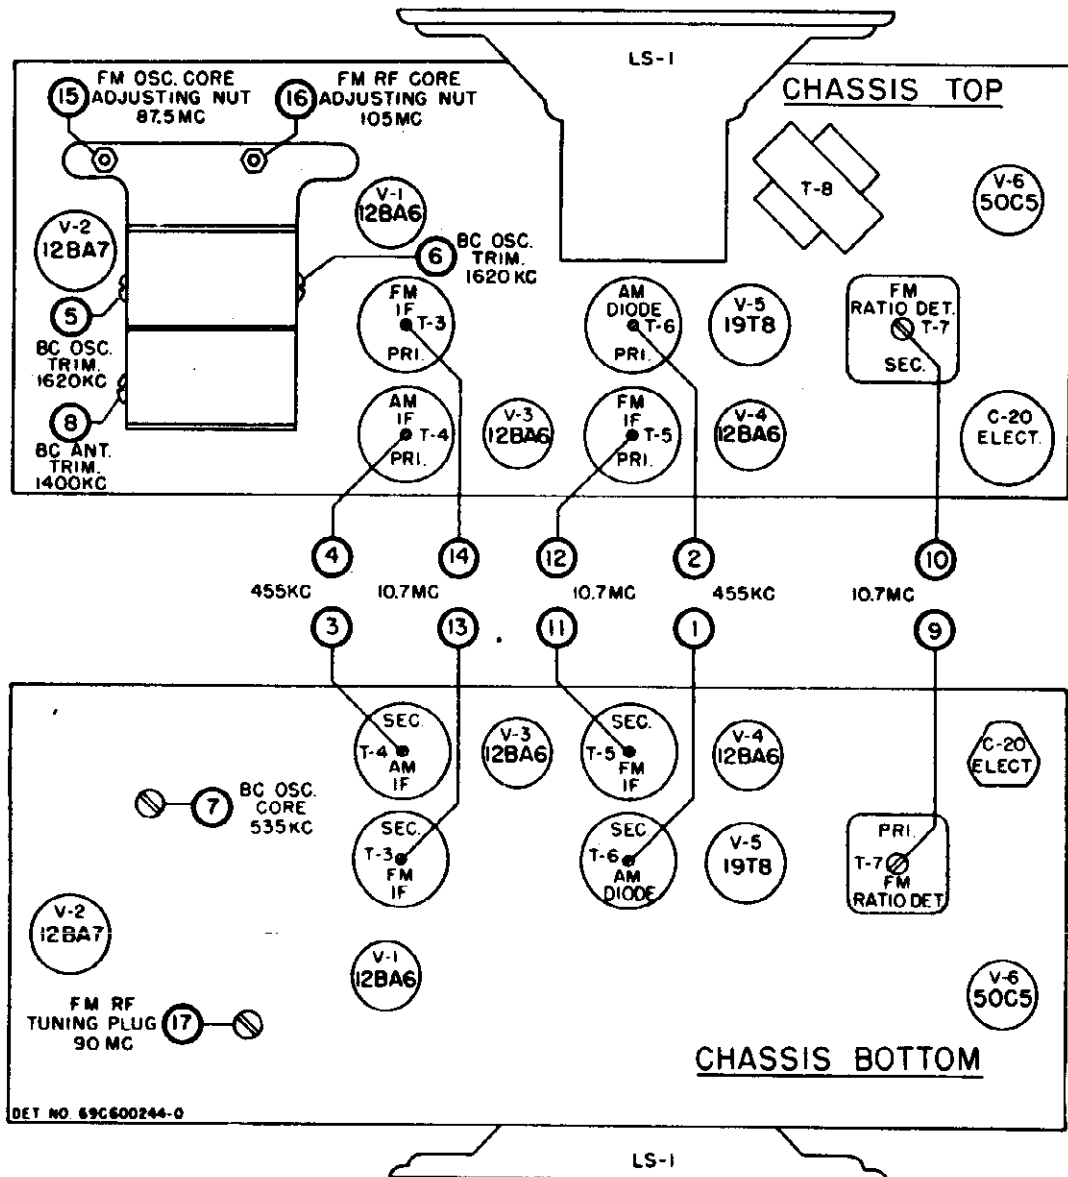 LS-1
CHASSIS TOP
15
FM OSC. CORE
ADJUSTING NUT
87.5MC
16
FM RF CORE
ADJUSTING NUT
105MC
V-1
12BA6
T-8
V-6
50C5
V-2
12BA7
6
BC OSC.
TRIM.
1620KC
5
BC OSC.
TRIM.
1620KC
8
BC ANT.
TRIM.
1400KC
FM
IF
T-3
PRI.
AM
DIODE
T-6
PRI.
V-5
19T8
FM
RATIO DET.
T-7
SEC.
AM
IF
T-4
PRI.
V-3
12BA6
FM
IF
T-5
PRI.
V-4
12BA6
C-20
ELECT.
4
14
12
2
10
455KC
10.7MC
10.7MC
455KC
10.7MC
3
13
11
1
9
SEC.
T-4
AM
IF
V-3
12BA6
SEC.
T-5
FM
IF
V-4
12BA6
C-20
ELECT
7
BC OSC.
CORE
535KC
SEC.
T-3
FM
IF
SEC.
T-6
AM
DIODE
V-5
19T8
PRI.
T-7
FM
RATIO DET
V-2
12BA7
V-1
12BA6
V-6
50C5
FM RF
TUNING PLUG
90 MC
17
CHASSIS BOTTOM
DET NO. 69C600244-0
LS-1